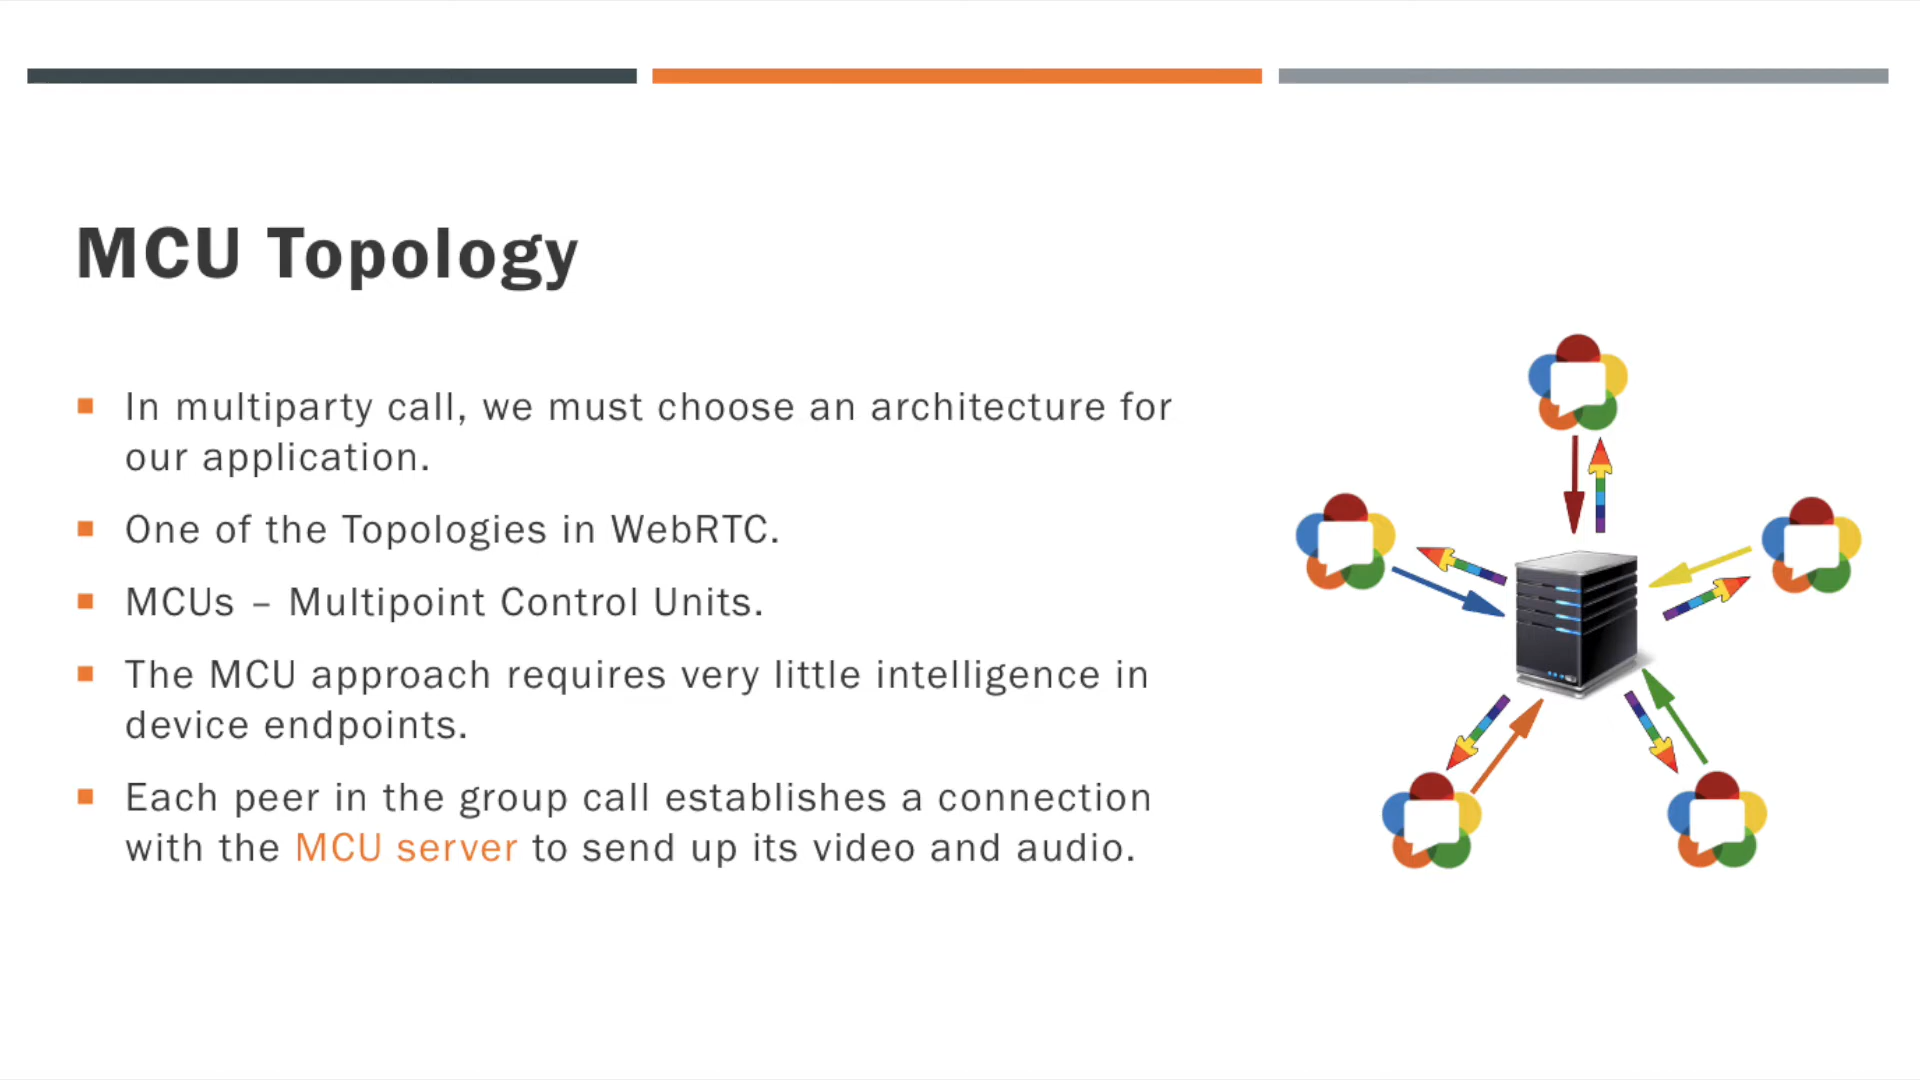 MCU Topology
In multiparty call, we must choose an architecture for
our application.
One of the Topologies in WebRTC.
MCUs – Multipoint Control Units.
The MCU approach requires very little intelligence in
device endpoints.
Each peer in the group call establishes a connection
with the MCU server to send up its video and audio.